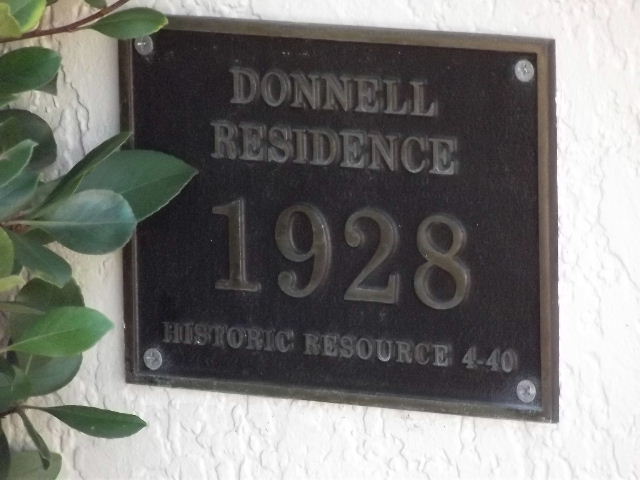 DONNELL
RESIDENCE
1928
HISTORIC RESOURCE 4-40